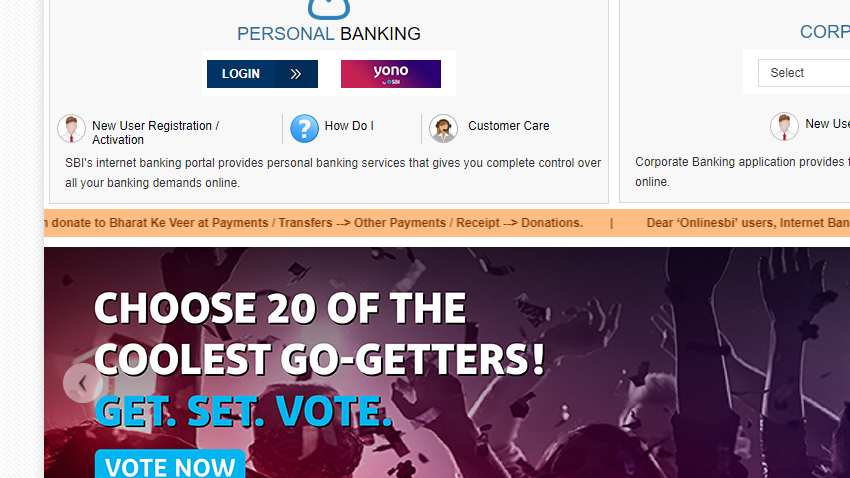 PERSONAL BANKING
LOGIN
yono
by SBI
New User Registration /
Activation
How Do I
Customer Care
SBI's internet banking portal provides personal banking services that gives you complete control over
all your banking demands online.
CORP
Select
New Use
Corporate Banking application provides f
online.
donate to Bharat Ke Veer at Payments / Transfers --> Other Payments / Receipt --> Donations. | Dear ‘Onlinesbi’ users, Internet Ban
CHOOSE 20 OF THE
COOLEST GO-GETTERS!
GET. SET. VOTE.
VOTE NOW